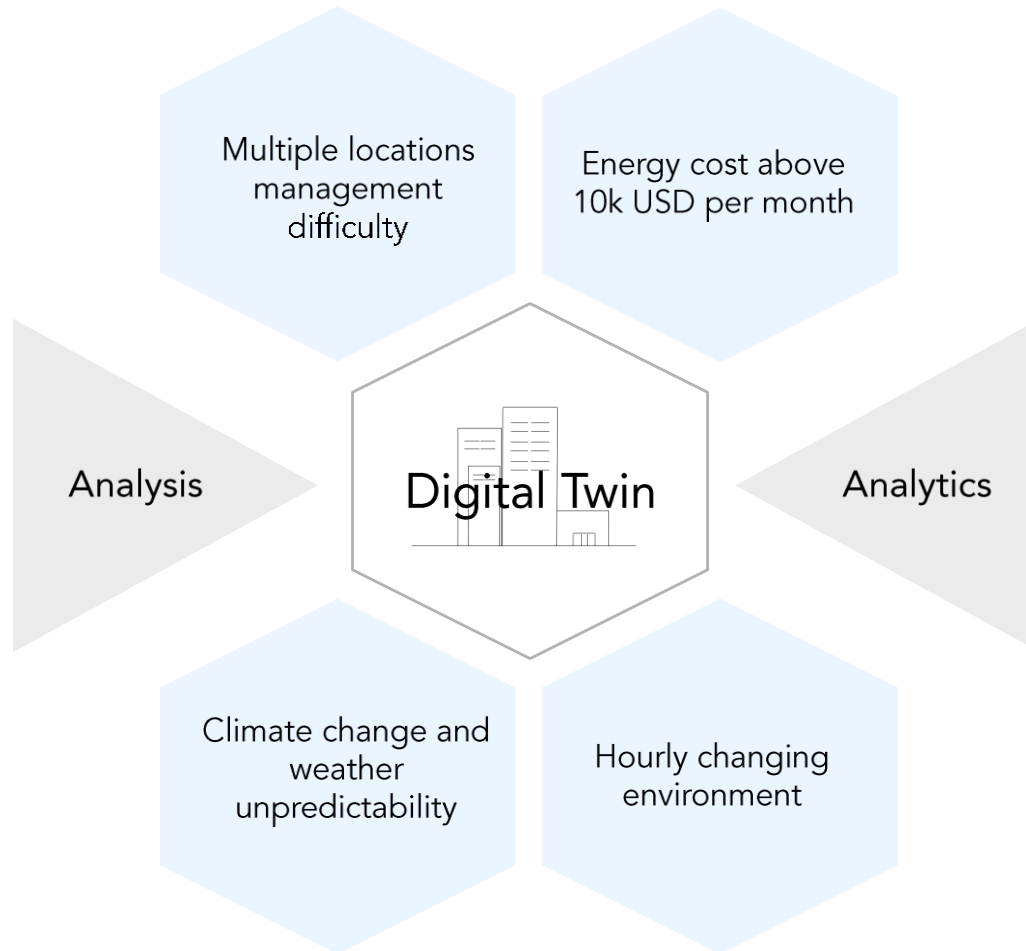 Multiple locations
management
difficulty
Energy cost above
10k USD per month
Analysis
Digital Twin
Analytics
Climate change and
weather
unpredictability
Hourly changing
environment